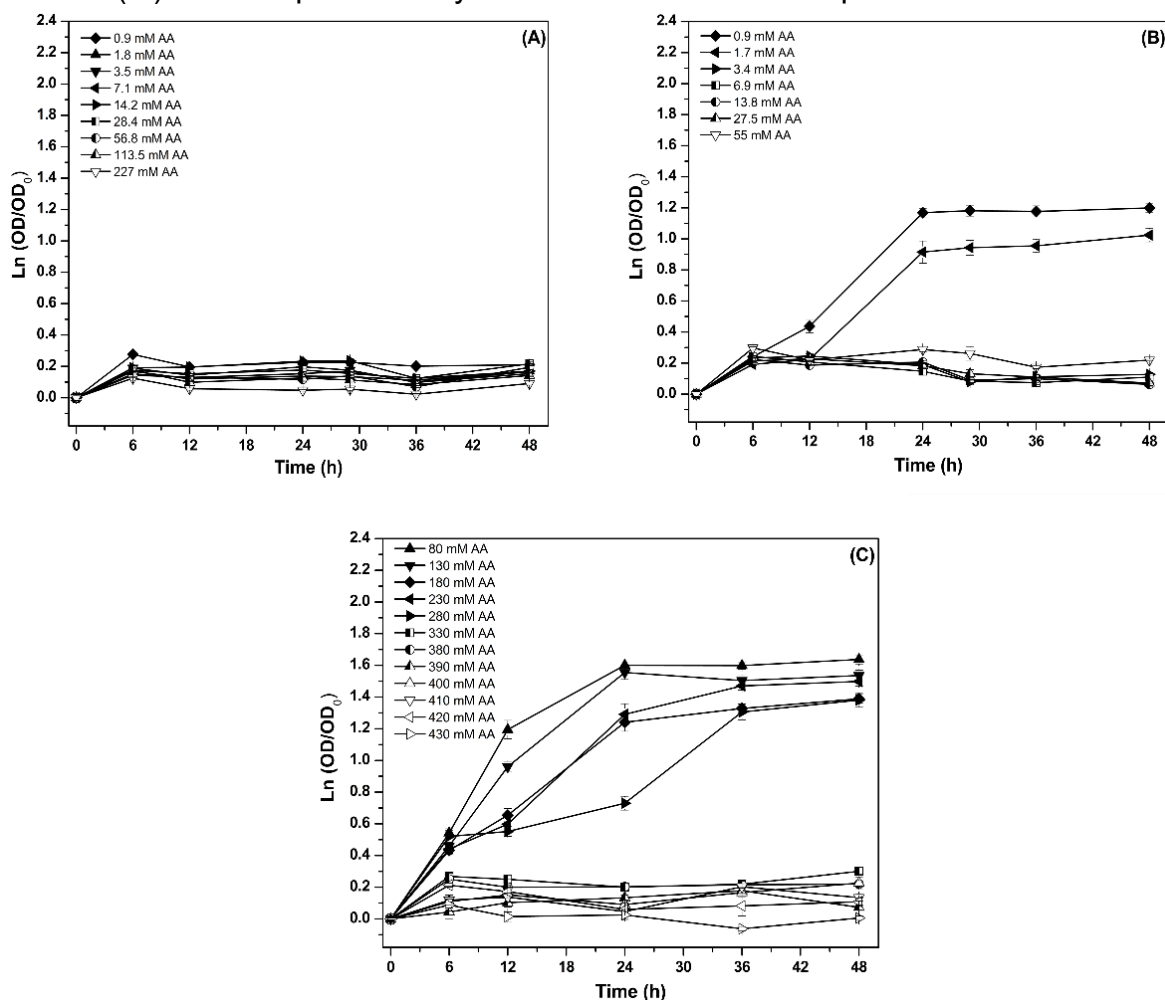 (A)
0.9 mM AA
1.8 mM AA
3.5 mM AA
7.1 mM AA
14.2 mM AA
28.4 mM AA
56.8 mM AA
113.5 mM AA
227 mM AA
2.4
2.2
2.0
1.8
1.6
1.4
1.2
1.0
0.8
0.6
0.4
0.2
0.0
Ln (OD/OD₀)
0 6 12 18 24 30 36 42 48
Time (h)
(B)
0.9 mM AA
1.7 mM AA
3.4 mM AA
6.9 mM AA
13.8 mM AA
27.5 mM AA
55 mM AA
2.4
2.2
2.0
1.8
1.6
1.4
1.2
1.0
0.8
0.6
0.4
0.2
0.0
Ln (OD/OD₀)
0 6 12 18 24 30 36 42 48
Time (h)
(C)
80 mM AA
130 mM AA
180 mM AA
230 mM AA
280 mM AA
330 mM AA
380 mM AA
390 mM AA
400 mM AA
410 mM AA
420 mM AA
430 mM AA
2.4
2.2
2.0
1.8
1.6
1.4
1.2
1.0
0.8
0.6
0.4
0.2
0.0
Ln (OD/OD₀)
0 6 12 18 24 30 36 42 48
Time (h)